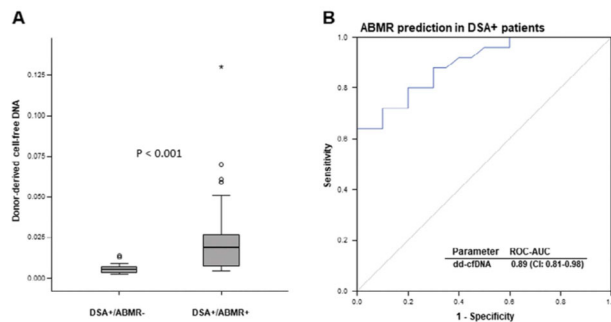 A
Donor-derived cell-free DNA
0.125
0.100
0.075
0.050
0.025
0.000
*
P < 0.001
DSA+/ABMR-
DSA+/ABMR+
B
ABMR prediction in DSA+ patients
Sensitivity
1.0
0.8
0.6
0.4
0.2
0.0
Parameter ROC-AUC
dd-cfDNA 0.89 (CI: 0.81-0.98)
0.0 0.2 0.4 0.6 0.8 1.0
1 - Specificity